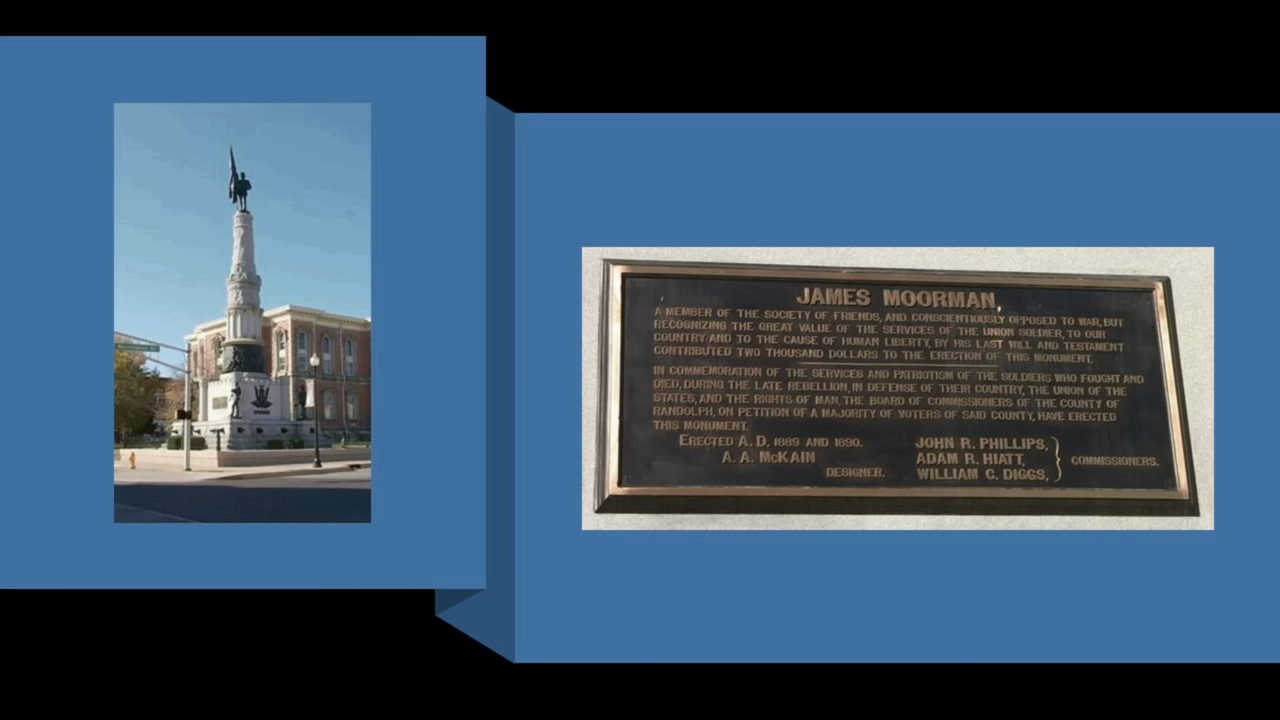 JAMES MOORMAN,
A MEMBER OF THE SOCIETY OF FRIENDS, AND CONSCIENTIOUSLY OPPOSED TO WAR, BUT
RECOGNIZING THE GREAT VALUE OF THE SERVICES OF THE UNION SOLDIER, TO OUR
COUNTRY AND TO THE CAUSE OF HUMAN LIBERTY, BY HIS LAST WILL AND TESTAMENT
CONTRIBUTED TWO THOUSAND DOLLARS TO THE ERECTION OF THIS MONUMENT.
IN COMMEMORATION OF THE SERVICES AND PATRIOTISM OF THE SOLDIERS WHO FOUGHT AND
DIED, DURING THE LATE REBELLION, IN DEFENSE OF THEIR COUNTRY, THE UNION OF THE
STATES, AND THE RIGHTS OF MAN, THE BOARD OF COMMISSIONERS OF THE COUNTY OF
RANDOLPH, ON PETITION OF A MAJORITY OF VOTERS OF SAID COUNTY, HAVE ERECTED
THIS MONUMENT.
ERECTED A. D. 1889 AND 1890.
A. A. McKAIN
DESIGNER.
JOHN R. PHILLIPS,
ADAM R. HIATT,
WILLIAM C. DIGGS,
COMMISSIONERS.